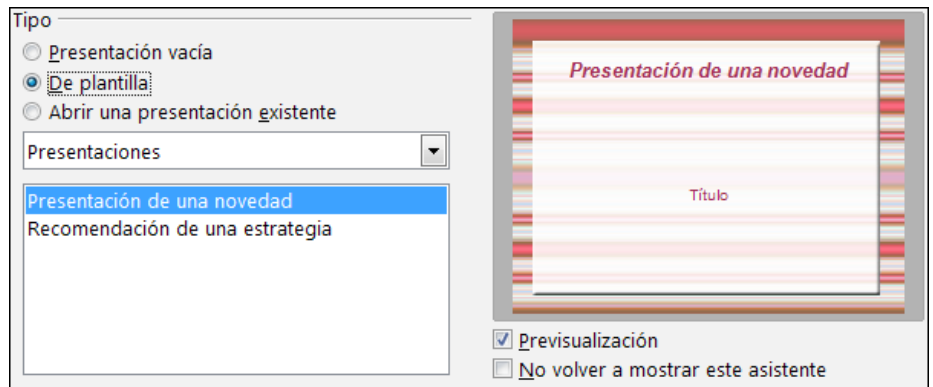 Tipo
Presentación vacía
De plantilla
Abrir una presentación existente
Presentaciones
Presentación de una novedad
Recomendación de una estrategia
Presentación de una novedad
Título
Previsualización
No volver a mostrar este asistente